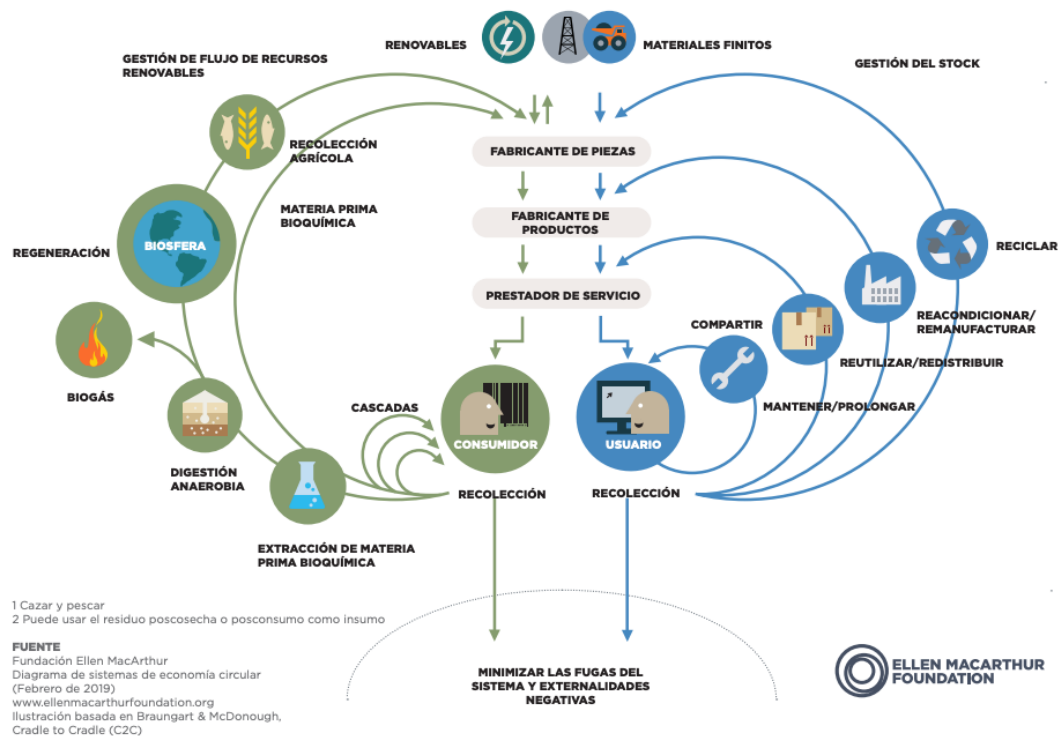 RENOVABLES
MATERIALES FINITOS
GESTIÓN DE FLUJO DE RECURSOS
RENOVABLES
GESTIÓN DEL STOCK
RECOLECCIÓN
AGRÍCOLA
FABRICANTE DE PIEZAS
MATERIA PRIMA
BIOQUÍMICA
FABRICANTE DE
PRODUCTOS
REGENERACIÓN
BIOSFERA
RECICLAR
PRESTADOR DE SERVICIO
REACONDICIONAR/
REMANUFACTURAR
COMPARTIR
REUTILIZAR/REDISTRIBUIR
BIOGÁS
CASCADAS
MANTENER/PROLONGAR
CONSUMIDOR
USUARIO
DIGESTIÓN
ANAEROBIA
RECOLECCIÓN
RECOLECCIÓN
EXTRACCIÓN DE MATERIA
PRIMA BIOQUÍMICA
1 Cazar y pescar
2 Puede usar el residuo poscosecha o posconsumo como insumo
FUENTE
Fundación Ellen MacArthur
Diagrama de sistemas de economía circular
(Febrero de 2019)
www.ellenmacarthurfoundation.org
Ilustración basada en Braungart & McDonough,
Cradle to Cradle (C2C)
MINIMIZAR LAS FUGAS DEL
SISTEMA Y EXTERNALIDADES
NEGATIVAS
ELLEN MACARTHUR
FOUNDATION